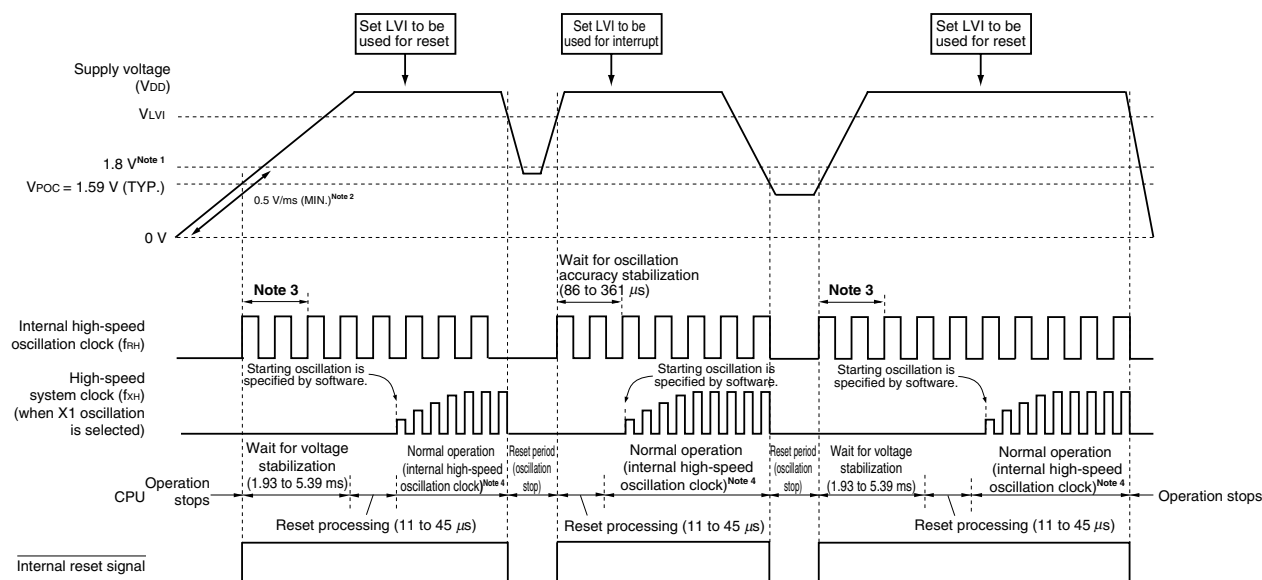 Set LVI to be
used for reset
Set LVI to be
used for interrupt
Set LVI to be
used for reset
Supply voltage
(VDD)
VLVI
1.8 V Note 1
VPOC = 1.59 V (TYP.)
0.5 V/ms (MIN.) Note 2
0 V
Wait for oscillation
accuracy stabilization
(86 to 361 μs)
Note 3
Note 3
Internal high-speed
oscillation clock (fRH)
Starting oscillation is
specified by software.
Starting oscillation is
specified by software.
Starting oscillation is
specified by software.
High-speed
system clock (fXH)
(when X1 oscillation
is selected)
Wait for voltage
stabilization
(1.93 to 5.39 ms)
Normal operation
(internal high-speed
oscillation clock) Note 4
Reset period
(oscillation
stop)
Normal operation
(internal high-speed
oscillation clock) Note 4
Reset period
(oscillation
stop)
Wait for voltage
stabilization
(1.93 to 5.39 ms)
Normal operation
(internal high-speed
oscillation clock) Note 4
CPU
Operation
stops
Operation stops
Reset processing (11 to 45 μs)
Reset processing (11 to 45 μs)
Reset processing (11 to 45 μs)
Internal reset signal